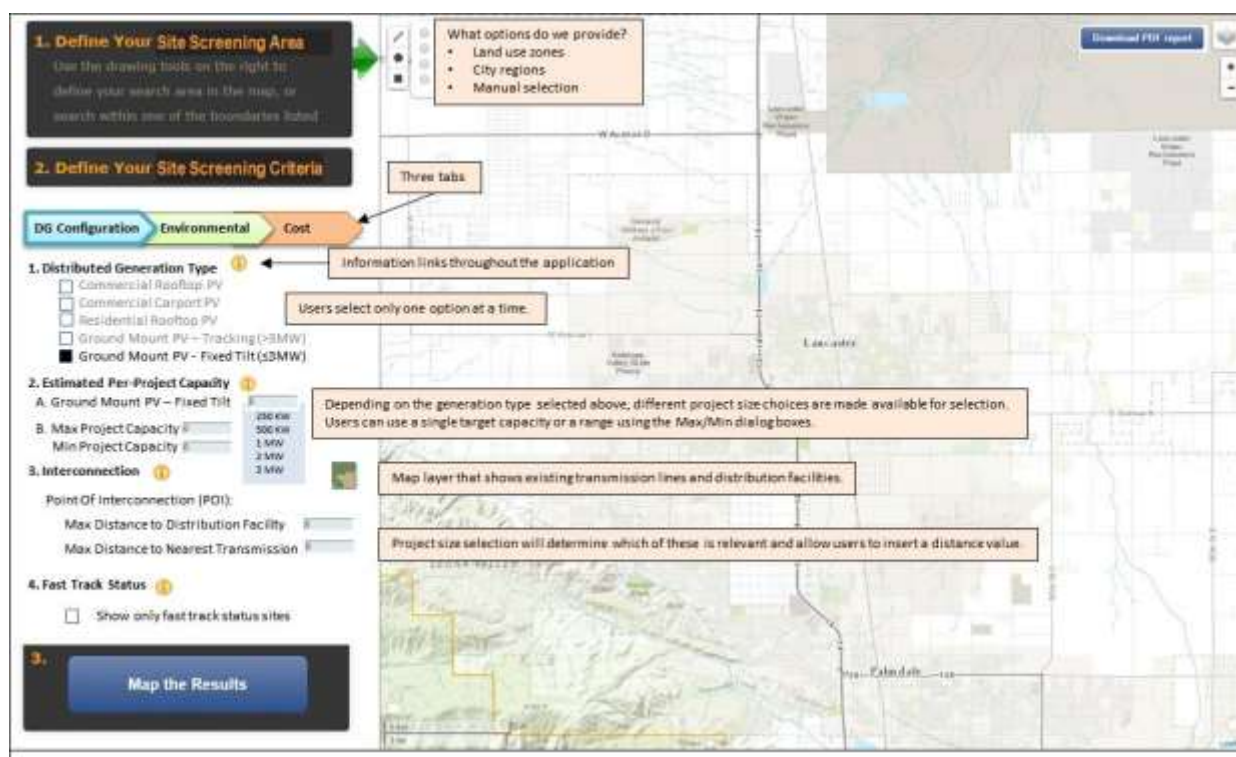 1. Define Your Site Screening Area
Use the drawing tools on the right to
define your search area in the map, or
search within one of the boundaries listed
2. Define Your Site Screening Criteria
DG Configuration
Environmental
Cost
1. Distributed Generation Type
Commercial Rooftop PV
Commercial Carport PV
Residential Rooftop PV
Ground Mount PV – Tracking (>3MW)
Ground Mount PV - Fixed Tilt (≤3MW)
2. Estimated Per-Project Capacity
A. Ground Mount PV – Fixed Tilt
250 KW
500 KW
1 MW
2 MW
3 MW
B. Max Project Capacity
Min Project Capacity
3. Interconnection
Point Of Interconnection (POI):
Max Distance to Distribution Facility
Max Distance to Nearest Transmission
4. Fast Track Status
Show only fast track status sites
3.
Map the Results
What options do we provide?
• Land use zones
• City regions
• Manual selection
Three tabs
Information links throughout the application
Users select only one option at a time.
Depending on the generation type selected above, different project size choices are made available for selection.
Users can use a single target capacity or a range using the Max/Min dialog boxes.
Map layer that shows existing transmission lines and distribution facilities.
Project size selection will determine which of these is relevant and allow users to insert a distance value.
Download PDF report
+
−
Lancaster
Palmdale